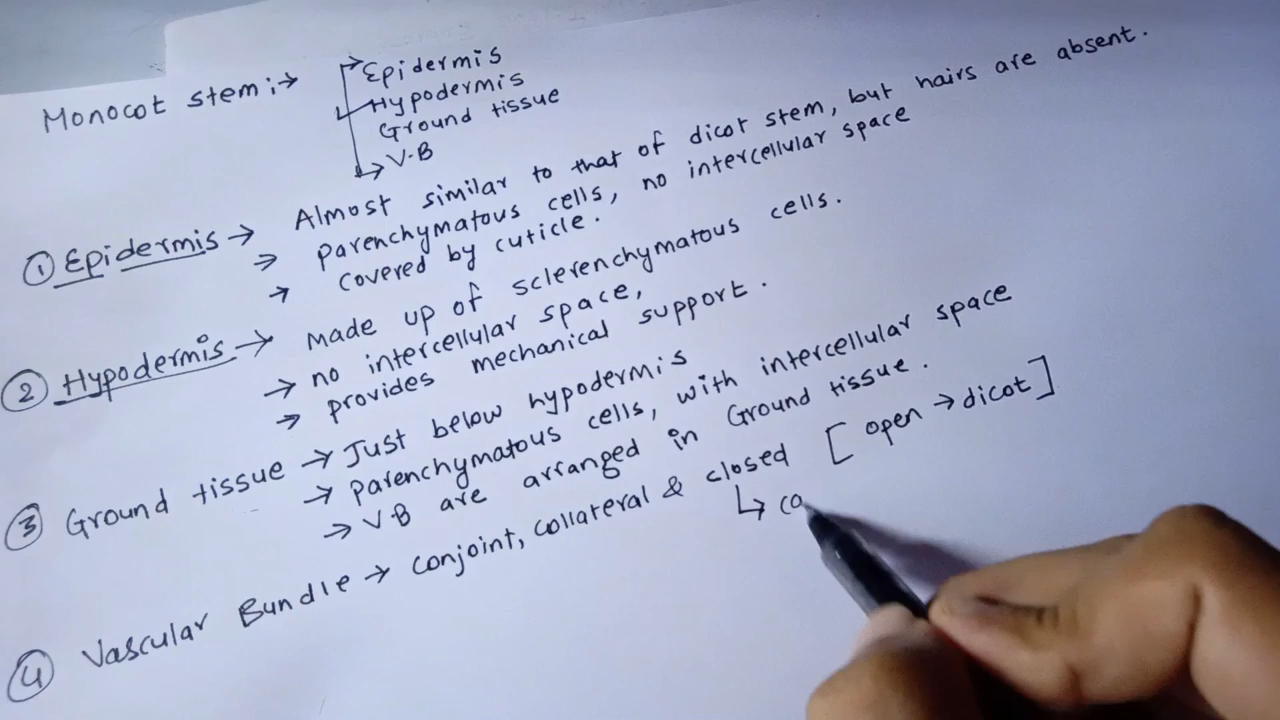 Monocot stem :→
→ Epidermis
Hypodermis
Ground tissue
→ V.B
① Epidermis → Almost similar to that of dicot stem, but hairs are absent.
→ parenchymatous cells, no intercellular space
→ covered by cuticle.
② Hypodermis → Made up of sclerenchymatous cells.
→ no intercellular space,
→ provides mechanical support.
③ Ground tissue → Just below hypodermis
→ parenchymatous cells, with intercellular space
→ V.B are arranged in Ground tissue.
④ Vascular Bundle → conjoint, collateral & closed [open → dicot]
↳ ca